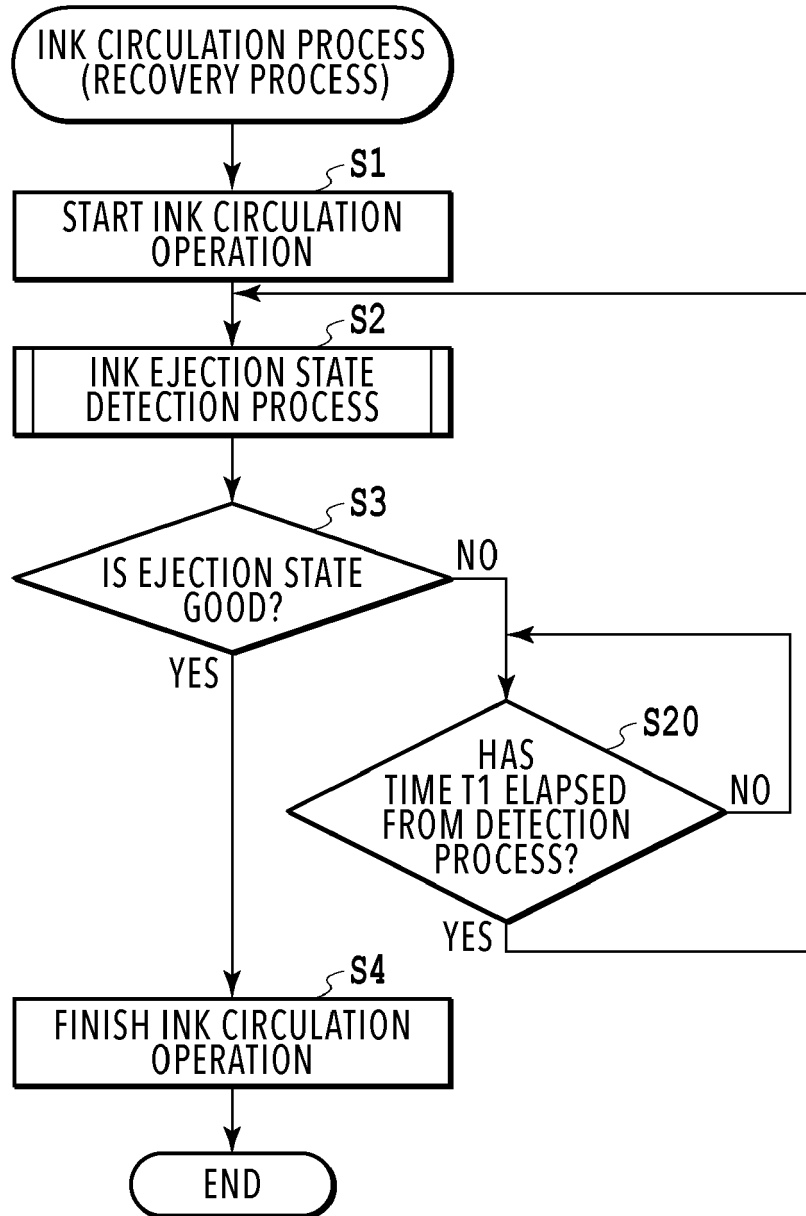 INK CIRCULATION PROCESS
(RECOVERY PROCESS)
S1
START INK CIRCULATION
OPERATION
S2
INK EJECTION STATE
DETECTION PROCESS
S3
IS EJECTION STATE
GOOD?
NO
YES
S20
HAS
TIME T1 ELAPSED
FROM DETECTION
PROCESS?
NO
YES
S4
FINISH INK CIRCULATION
OPERATION
END